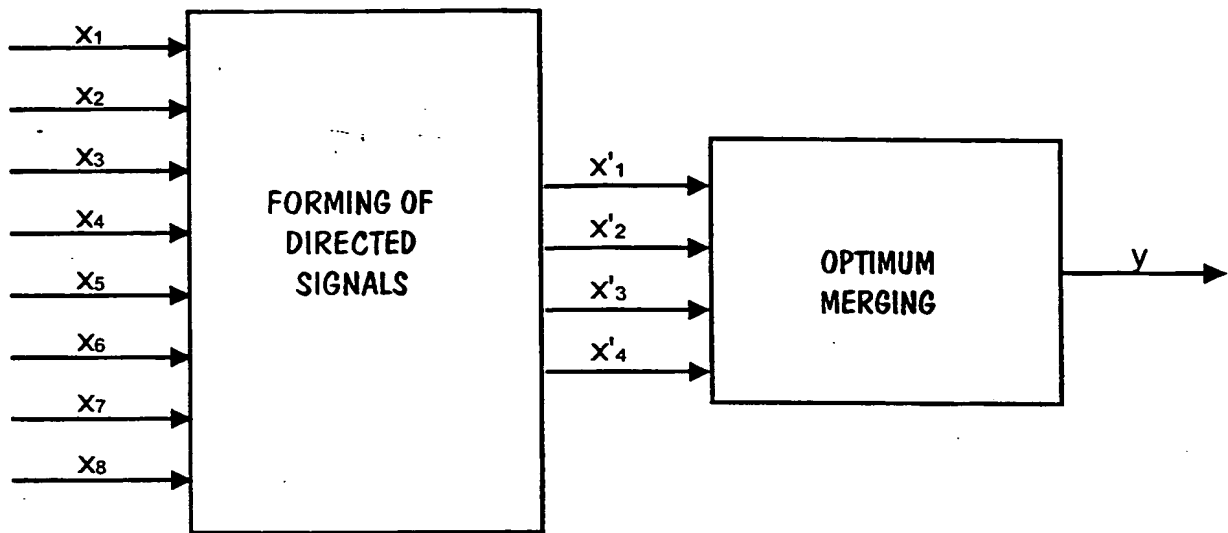 X1
X2
X3
X4
X5
X6
X7
X8
FORMING OF
DIRECTED
SIGNALS
X'1
X'2
X'3
X'4
OPTIMUM
MERGING
y